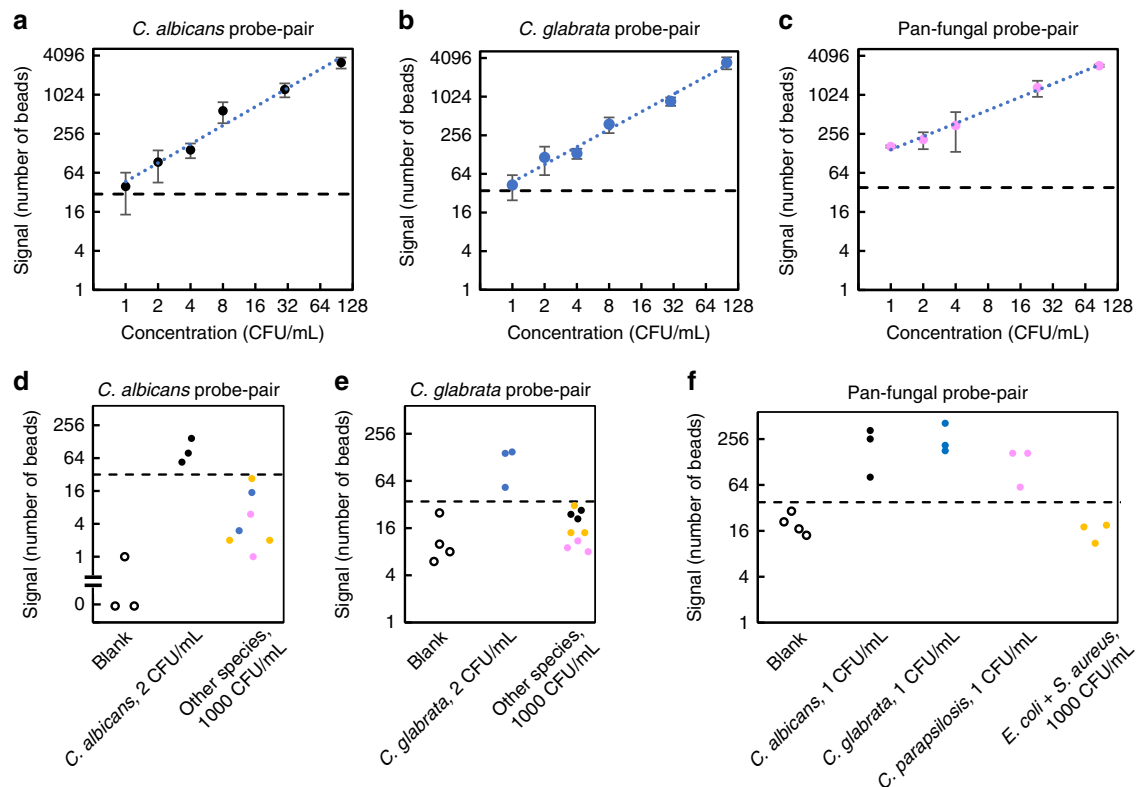 a
C. albicans probe-pair
Signal (number of beads)
4096
1024
256
64
16
4
1
1 2 4 8 16 32 64 128
Concentration (CFU/mL)
b
C. glabrata probe-pair
Signal (number of beads)
4096
1024
256
64
16
4
1
1 2 4 8 16 32 64 128
Concentration (CFU/mL)
c
Pan-fungal probe-pair
Signal (number of beads)
4096
1024
256
64
16
4
1
1 2 4 8 16 32 64 128
Concentration (CFU/mL)
d
C. albicans probe-pair
Signal (number of beads)
256
64
16
4
1
0
Blank
C. albicans, 2 CFU/mL
Other species,
1000 CFU/mL
e
C. glabrata probe-pair
Signal (number of beads)
256
64
16
4
1
Blank
C. glabrata, 2 CFU/mL
Other species,
1000 CFU/mL
f
Pan-fungal probe-pair
Signal (number of beads)
256
64
16
4
1
Blank
C. albicans, 1 CFU/mL
C. glabrata, 1 CFU/mL
C. parapsilosis, 1 CFU/mL
E. coli + S. aureus,
1000 CFU/mL